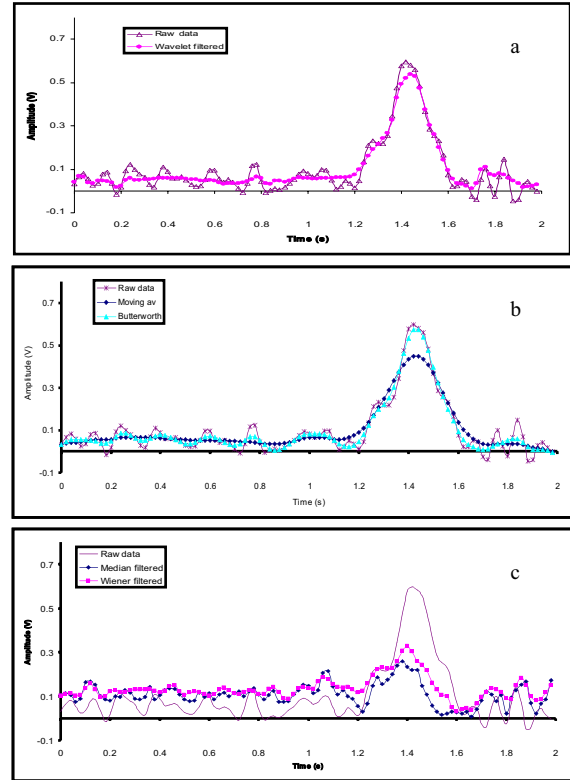 a
Raw data
Wavelet filtered
Amplitude (V)
0.7
0.5
0.3
0.1
-0.1
0 0.2 0.4 0.6 0.8 1 1.2 1.4 1.6 1.8 2
Time (s)
b
Raw data
Moving av
Butterworth
Amplitude (V)
0.7
0.5
0.3
0.1
-0.1
0 0.2 0.4 0.6 0.8 1 1.2 1.4 1.6 1.8 2
Time (s)
c
Raw data
Median filtered
Wiener filtered
Amplitude (V)
0.7
0.5
0.3
0.1
-0.1
0 0.2 0.4 0.6 0.8 1 1.2 1.4 1.6 1.8 2
Time (s)